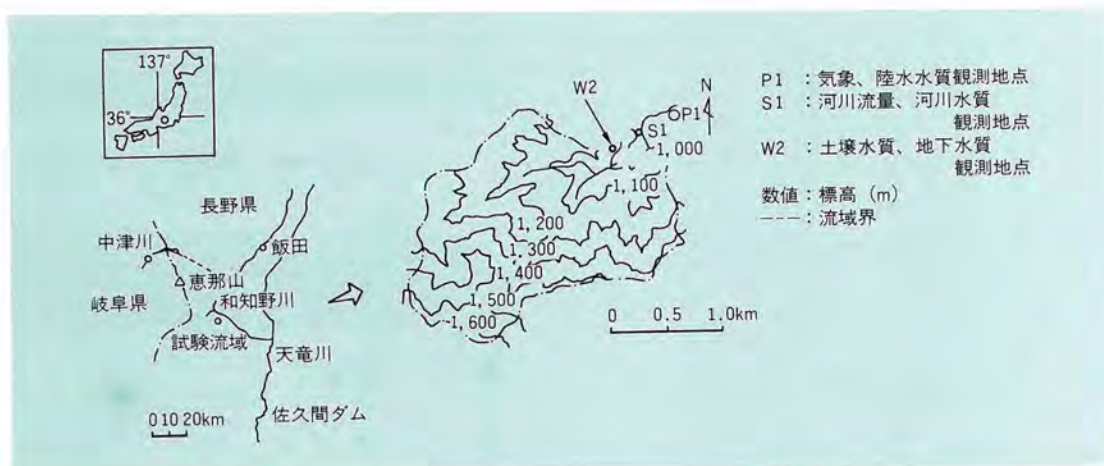 137°
36°
長野県
中津川
飯田
恵那山
岐阜県
和知野川
試験流域
天竜川
佐久間ダム
0 10 20km
W2
N
P1
S1
1,000
1,100
1,200
1,300
1,400
1,500
1,600
0 0.5 1.0km
P1 :気象、陸水水質観測地点
S1 :河川流量、河川水質
観測地点
W2 :土壌水質、地下水質
観測地点
数値:標高(m)
---:流域界